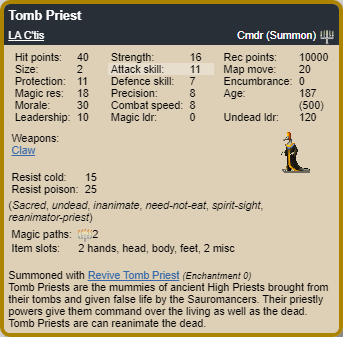 Tomb Priest
LA C'tis Cmdr (Summon)
Hit points: 40 Strength: 16 Rec points: 10000
Size: 2 Attack skill: 11 Map move: 20
Protection: 11 Defence skill: 7 Encumbrance: 0
Magic res: 18 Precision: 8 Age: 187
Morale: 30 Combat speed: 8 (500)
Leadership: 10 Magic ldr: 0 Undead ldr: 120
Weapons:
Claw
Resist cold: 15
Resist poison: 25
(Sacred, undead, inanimate, need-not-eat, spirit-sight,
reanimator-priest)
Magic paths: 2
Item slots: 2 hands, head, body, feet, 2 misc
Summoned with Revive Tomb Priest (Enchantment 0)
Tomb Priests are the mummies of ancient High Priests brought from
their tombs and given false life by the Sauromancers. Their priestly
powers give them command over the living as well as the dead.
Tomb Priests are can reanimate the dead.